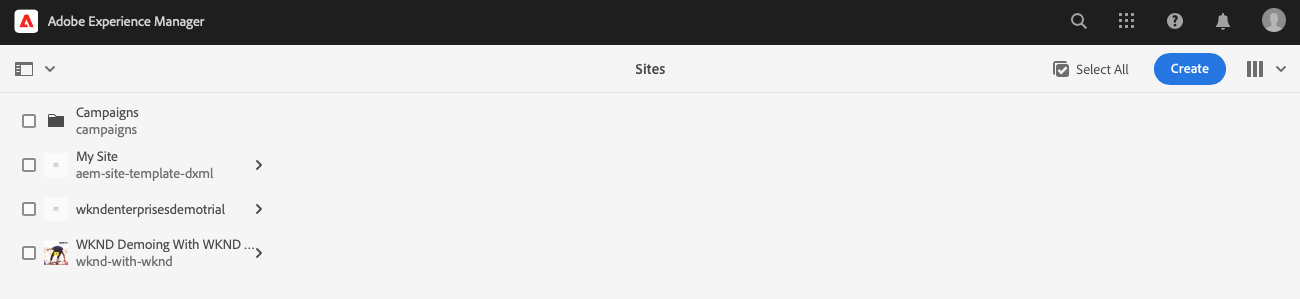 Adobe Experience Manager
Sites
Select All
Create
Campaigns
campaigns
My Site
aem-site-template-dxml
wkndenterprisesdemotrial
WKND Demoing With WKND ...
wknd-with-wknd